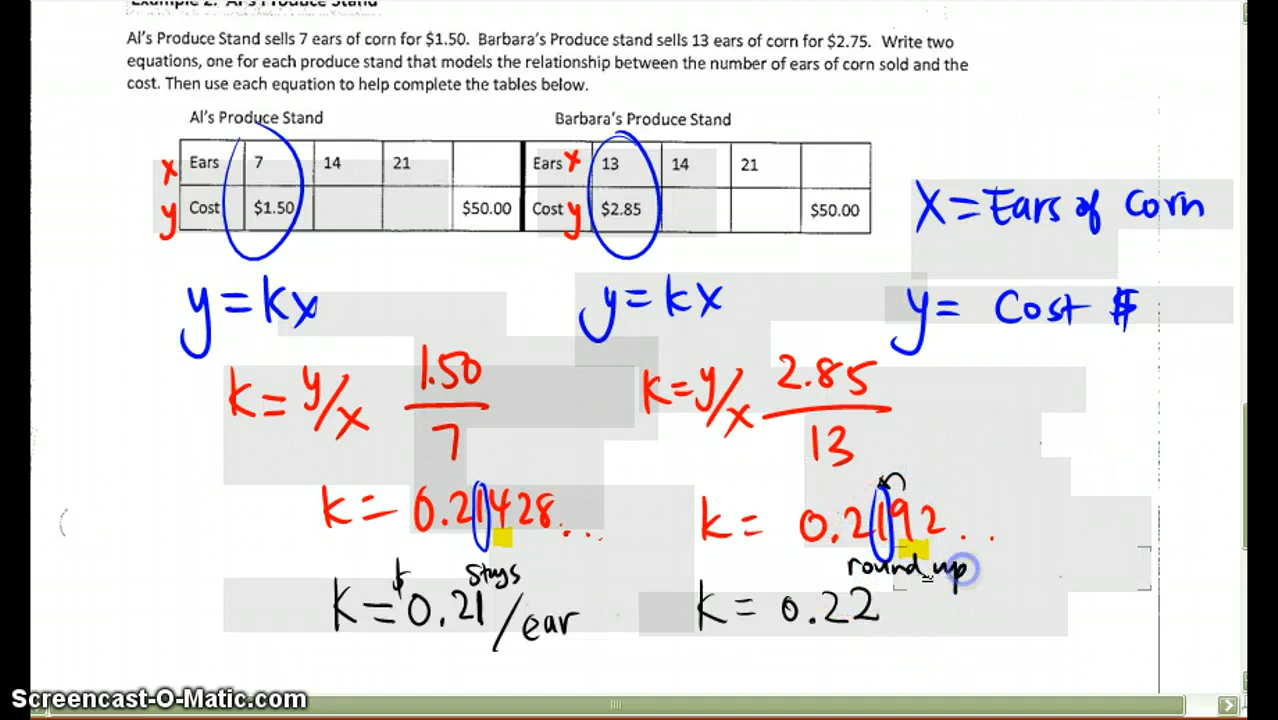 Example 2: Al's Produce Stand
Al's Produce Stand sells 7 ears of corn for $1.50. Barbara's Produce stand sells 13 ears of corn for $2.75. Write two
equations, one for each produce stand that models the relationship between the number of ears of corn sold and the
cost. Then use each equation to help complete the tables below.
Al's Produce Stand Barbara's Produce Stand
x Ears 7 14 21 Ears x 13 14 21
y Cost $1.50 $50.00 Cost y $2.85 $50.00
X = Ears of Corn
y = kx y = kx y = Cost $
k = y/x 1.50/7 k = y/x 2.85/13
k = 0.21428... k = 0.2192...
stays round up
k = $0.21/ear k = 0.22
Screencast-O-Matic.com